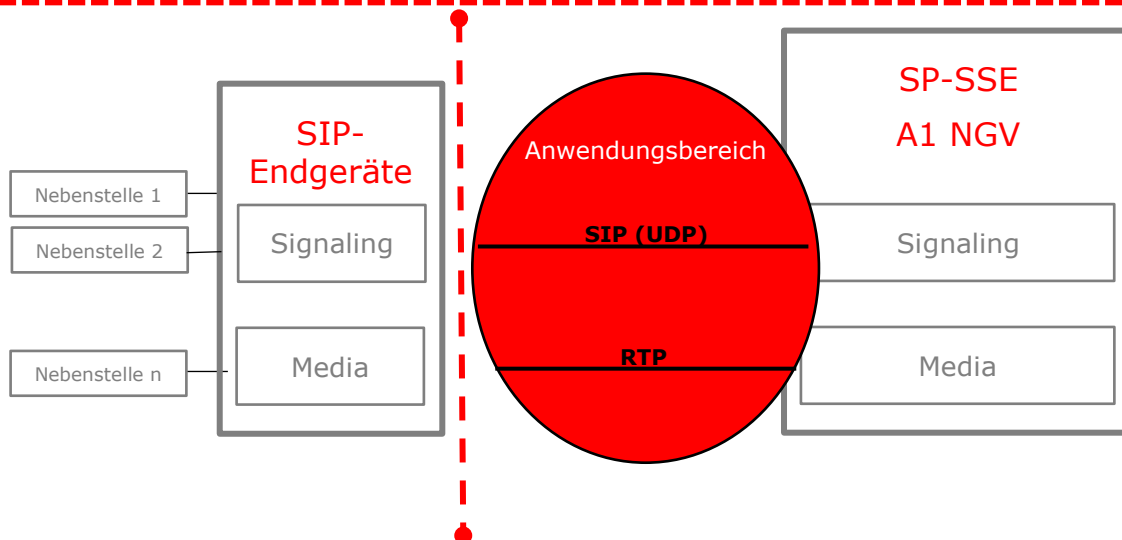 SP-SSE
A1 NGV
SIP-
Endgeräte
Anwendungsbereich
Nebenstelle 1
Nebenstelle 2
Nebenstelle n
Signaling
SIP (UDP)
Signaling
Media
RTP
Media